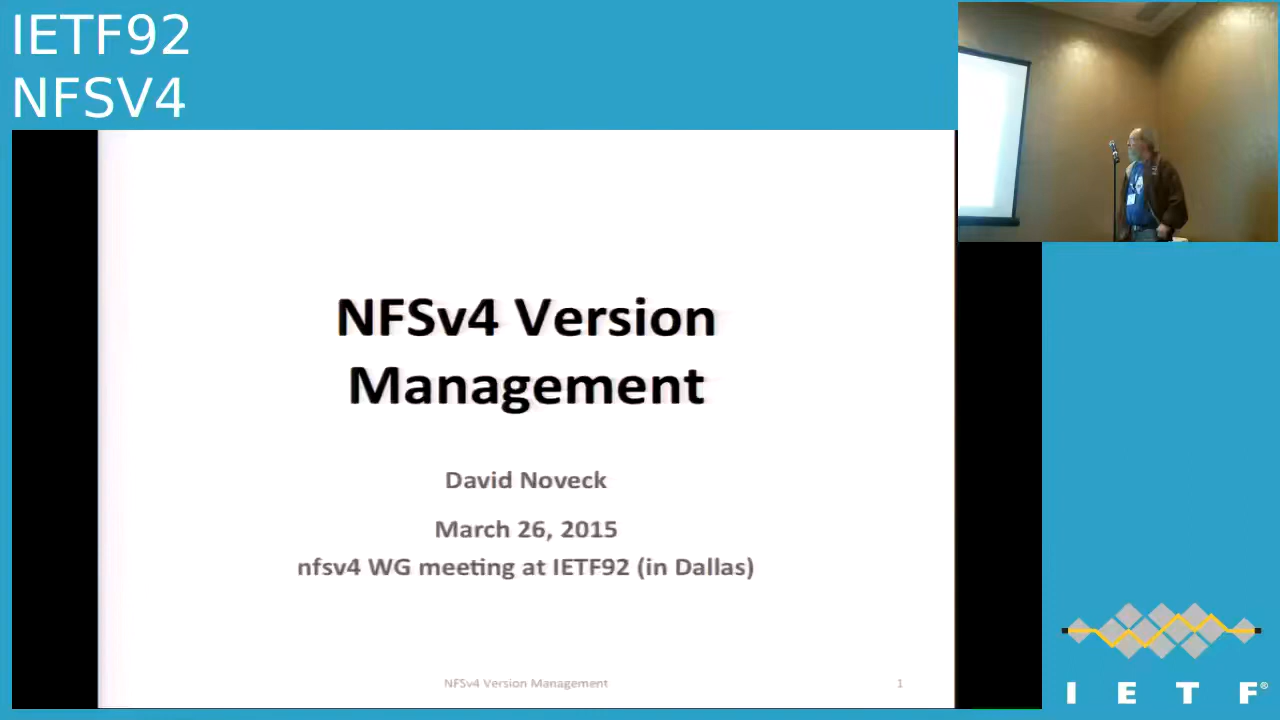 IETF92
NFSV4
NFSv4 Version
Management
David Noveck
March 26, 2015
nfsv4 WG meeting at IETF92 (in Dallas)
NFSv4 Version Management
1
I E T F®